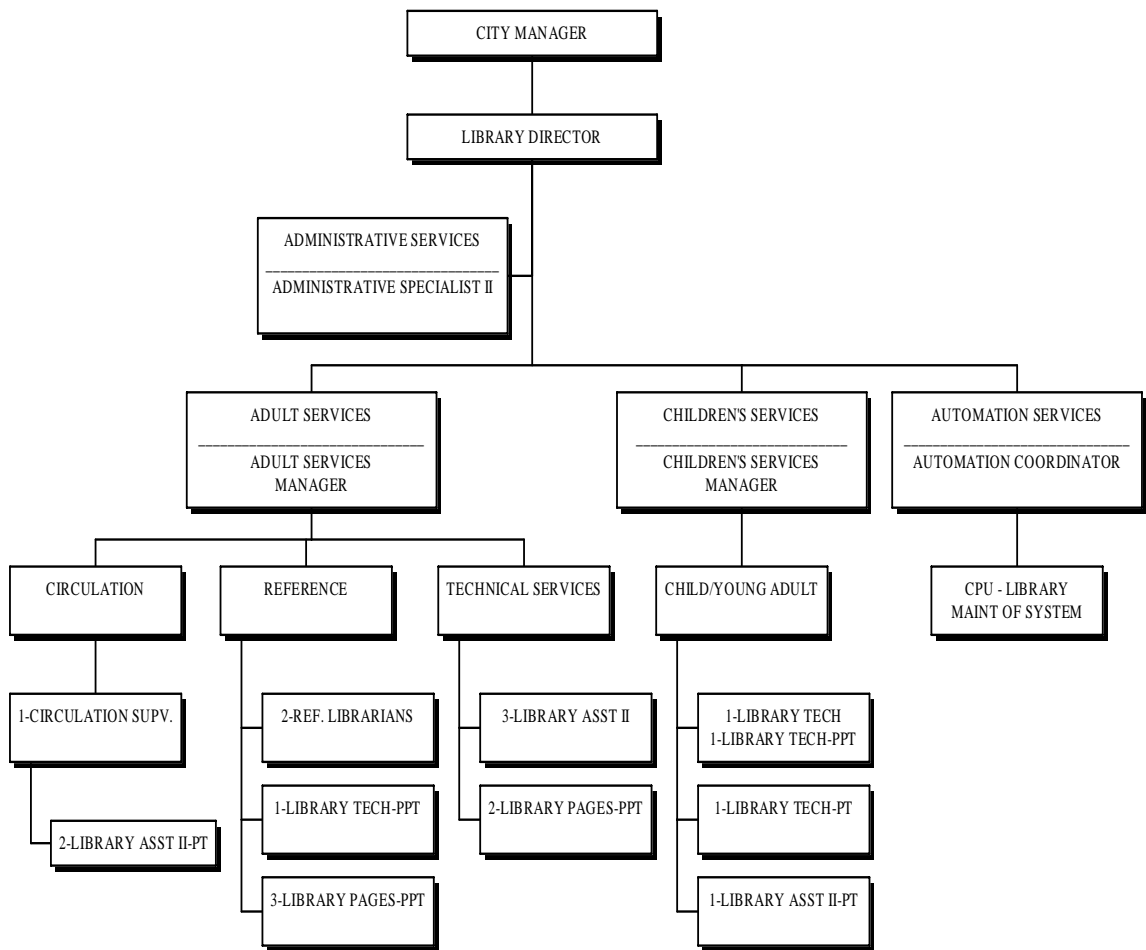 CITY MANAGER
LIBRARY DIRECTOR
ADMINISTRATIVE SERVICES
ADMINISTRATIVE SPECIALIST II
ADULT SERVICES
ADULT SERVICES
MANAGER
CHILDREN'S SERVICES
CHILDREN'S SERVICES
MANAGER
AUTOMATION SERVICES
AUTOMATION COORDINATOR
CIRCULATION
REFERENCE
TECHNICAL SERVICES
CHILD/YOUNG ADULT
CPU - LIBRARY
MAINT OF SYSTEM
1-CIRCULATION SUPV.
2-LIBRARY ASST II-PT
2-REF. LIBRARIANS
1-LIBRARY TECH-PPT
3-LIBRARY PAGES-PPT
3-LIBRARY ASST II
2-LIBRARY PAGES-PPT
1-LIBRARY TECH
1-LIBRARY TECH-PPT
1-LIBRARY TECH-PT
1-LIBRARY ASST II-PT